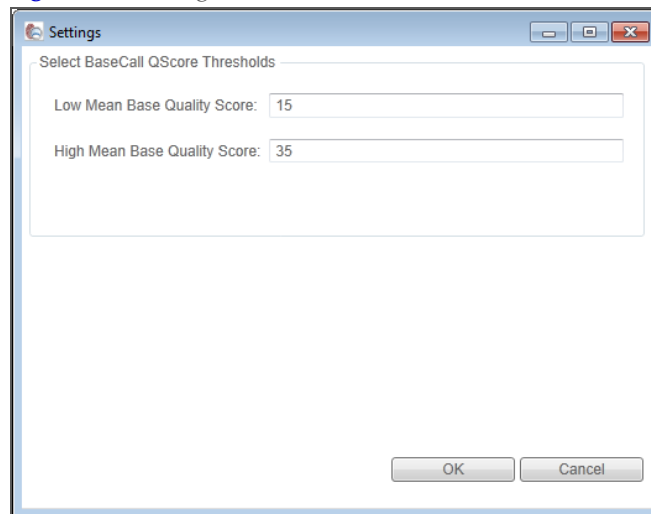 Settings
Select BaseCall QScore Thresholds
Low Mean Base Quality Score: 15
High Mean Base Quality Score: 35
OK Cancel